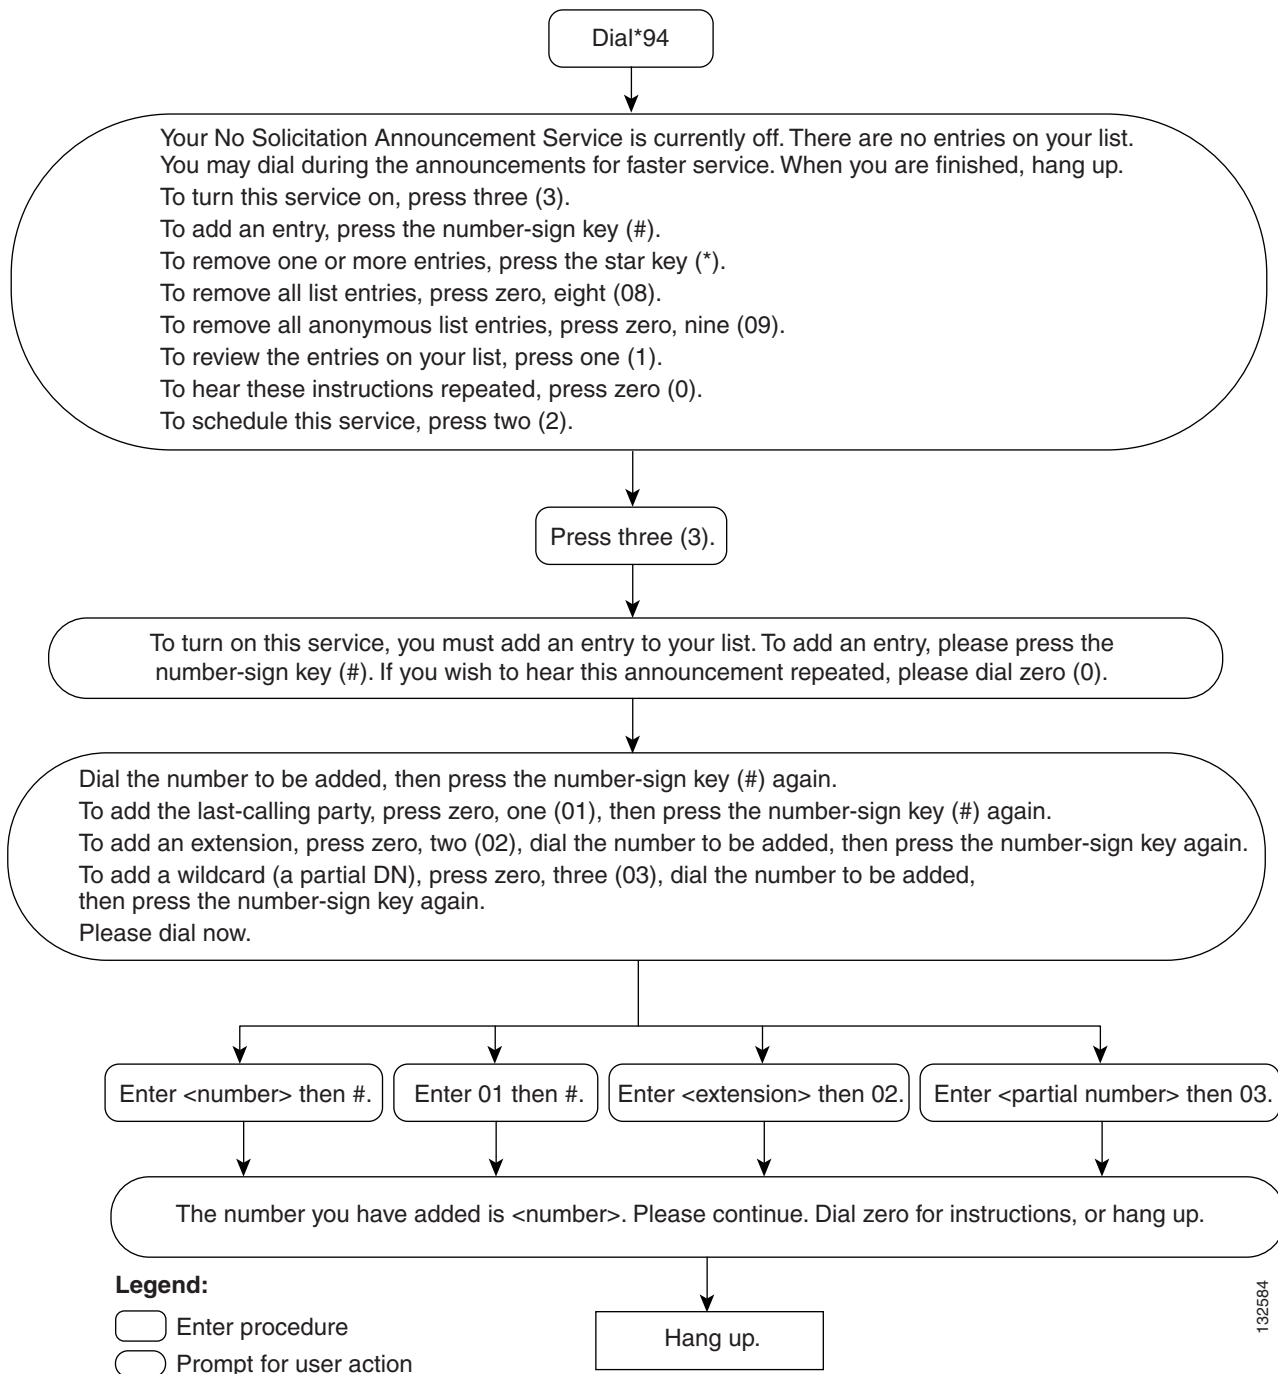 Dial*94
Your No Solicitation Announcement Service is currently off. There are no entries on your list.
You may dial during the announcements for faster service. When you are finished, hang up.
To turn this service on, press three (3).
To add an entry, press the number-sign key (#).
To remove one or more entries, press the star key (*).
To remove all list entries, press zero, eight (08).
To remove all anonymous list entries, press zero, nine (09).
To review the entries on your list, press one (1).
To hear these instructions repeated, press zero (0).
To schedule this service, press two (2).
Press three (3).
To turn on this service, you must add an entry to your list. To add an entry, please press the
number-sign key (#). If you wish to hear this announcement repeated, please dial zero (0).
Dial the number to be added, then press the number-sign key (#) again.
To add the last-calling party, press zero, one (01), then press the number-sign key (#) again.
To add an extension, press zero, two (02), dial the number to be added, then press the number-sign key again.
To add a wildcard (a partial DN), press zero, three (03), dial the number to be added,
then press the number-sign key again.
Please dial now.
Enter <number> then #.
Enter 01 then #.
Enter <extension> then 02.
Enter <partial number> then 03.
The number you have added is <number>. Please continue. Dial zero for instructions, or hang up.
Legend:
Enter procedure
Prompt for user action
Hang up.
132584